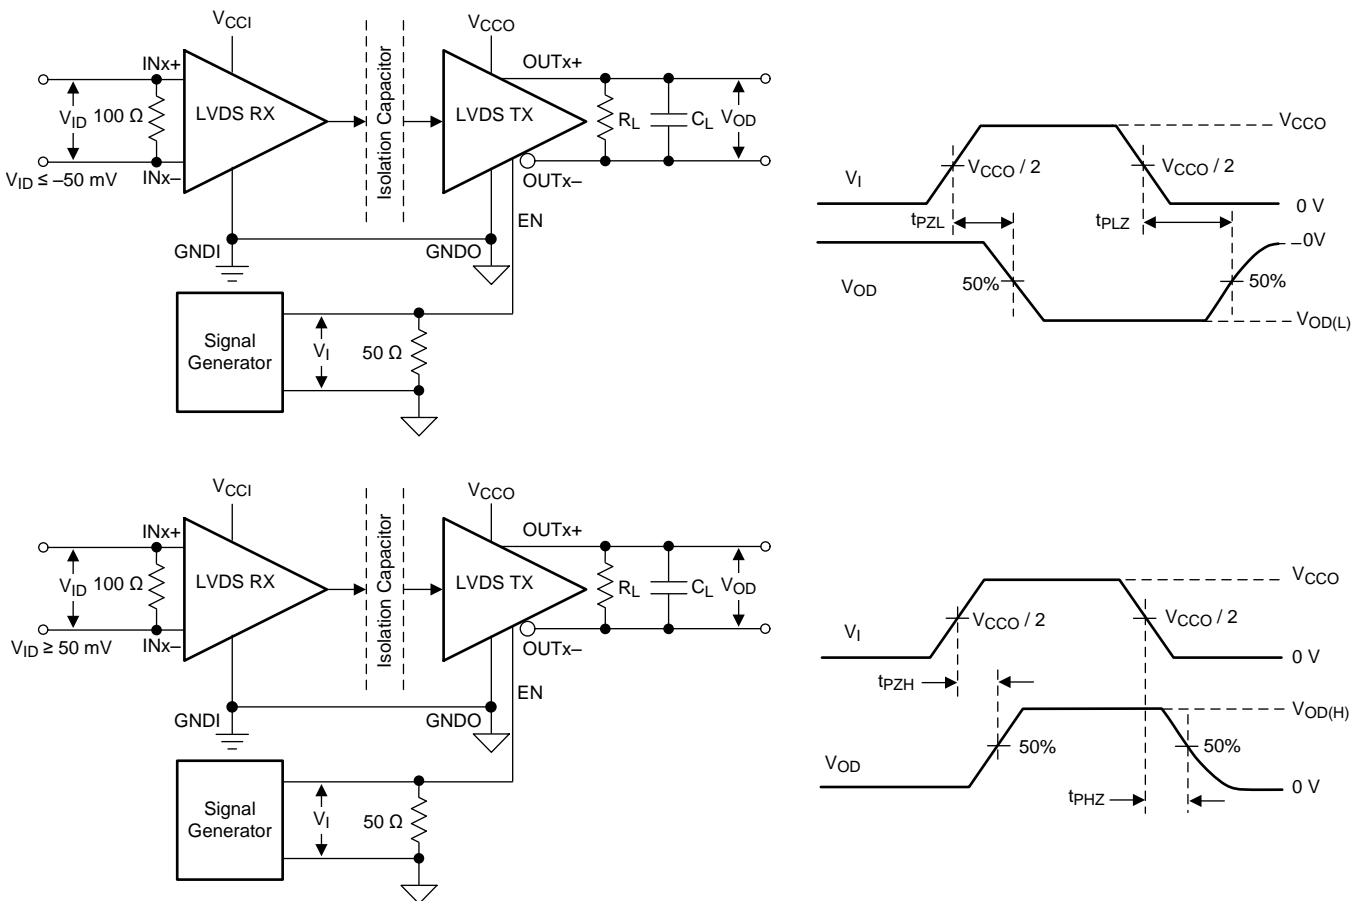 VCCI
VCCO
INx+
OUTx+
VID
100 Ω
LVDS RX
Isolation Capacitor
LVDS TX
RL
CL
VOD
VID ≤ –50 mV
INx–
OUTx–
EN
GNDI
GNDO
Signal
Generator
VI
50 Ω
VCCO
VI
VCCO / 2
VCCO / 2
0 V
tPZL
tPLZ
–0V
VOD
50%
50%
VOD(L)
VCCI
VCCO
INx+
OUTx+
VID
100 Ω
LVDS RX
Isolation Capacitor
LVDS TX
RL
CL
VOD
VID ≥ 50 mV
INx–
OUTx–
EN
GNDI
GNDO
Signal
Generator
VI
50 Ω
VCCO
VI
VCCO / 2
VCCO / 2
0 V
tPZH
VOD(H)
VOD
50%
50%
0 V
tPHZ